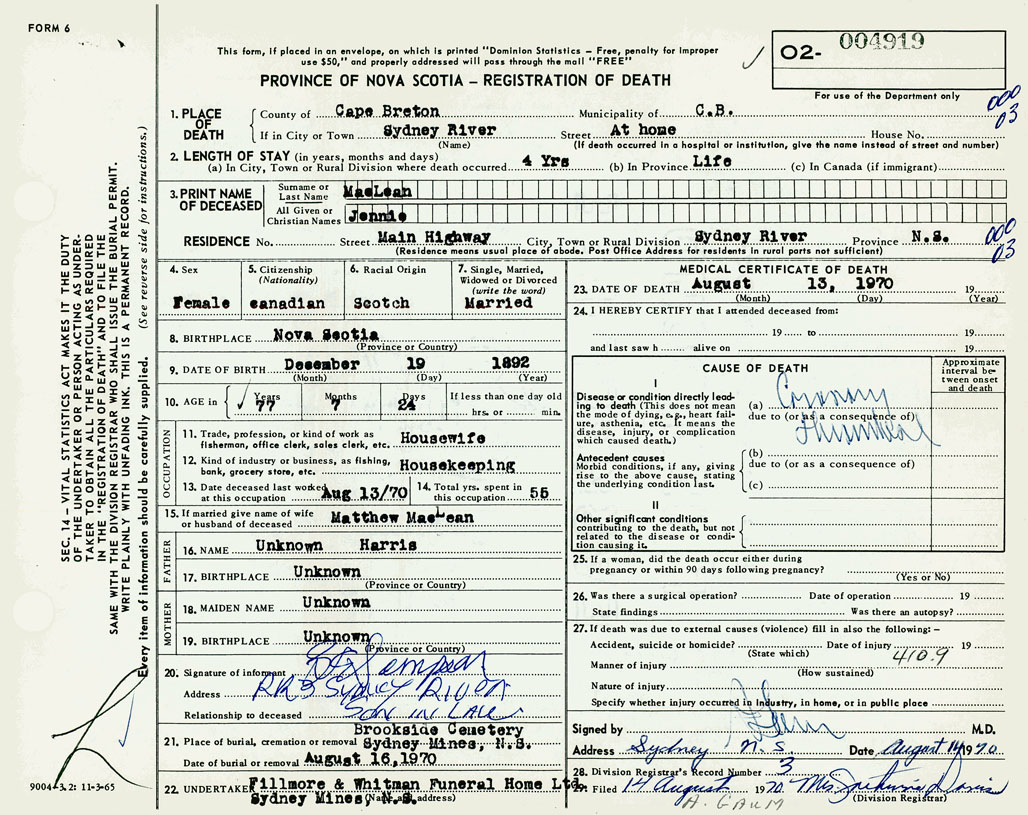 FORM 6
This form, if placed in an envelope, on which is printed "Dominion Statistics – Free, penalty for improper
use $50," and properly addressed will pass through the mail "FREE"
PROVINCE OF NOVA SCOTIA – REGISTRATION OF DEATH
O2- 004919
For use of the Department only
000
03
1. PLACE OF DEATH { County of Cape Breton Municipality of C.B.
If in City or Town Sydney River Street At home House No.
(Name) (If death occurred in a hospital or institution, give the name instead of street and number)
2. LENGTH OF STAY (in years, months and days)
(a) In City, Town or Rural Division where death occurred 4 Yrs (b) In Province Life (c) In Canada (if immigrant)
3. PRINT NAME OF DECEASED
Surname or Last Name MacLean
All Given or Christian Names Jennie
RESIDENCE No. Street Main Highway City, Town or Rural Division Sydney River Province N.S.
(Residence means usual place of abode. Post Office Address for residents in rural parts not sufficient)
000
03
4. Sex
Female
5. Citizenship
(Nationality)
canadian
6. Racial Origin
Scotch
7. Single, Married,
Widowed or Divorced
(write the word)
Married
8. BIRTHPLACE Nova Scotia
(Province or Country)
9. DATE OF BIRTH December 19 1892
(Month) (Day) (Year)
10. AGE in ✓ Years 77 Months 7 Days 24 If less than one day old
hrs. or min.
OCCUPATION
11. Trade, profession, or kind of work as
fisherman, office clerk, sales clerk, etc. Housewife
12. Kind of industry or business, as fishing,
bank, grocery store, etc. Housekeeping
13. Date deceased last worked
at this occupation Aug 13/70
14. Total yrs. spent in
this occupation 55
15. If married give name of wife
or husband of deceased Matthew MacLean
FATHER
16. NAME Unknown Harris
17. BIRTHPLACE Unknown
(Province or Country)
MOTHER
18. MAIDEN NAME Unknown
19. BIRTHPLACE Unknown
(Province or Country)
20. Signature of informant
Address RR3 Sydney River
Relationship to deceased Son in Law
21. Place of burial, cremation or removal Brookside Cemetery
Sydney Mines, N.S.
Date of burial or removal August 16,1970
22. UNDERTAKER Fillmore & Whitman Funeral Home Ltd.
Sydney Mines, N.S.
(Name and address)
MEDICAL CERTIFICATE OF DEATH
23. DATE OF DEATH August 13, 1970 19
(Month) (Day) (Year)
24. I HEREBY CERTIFY that I attended deceased from:
19 to 19
and last saw h alive on 19
CAUSE OF DEATH
Approximate
interval be-
tween onset
and death
I
Disease or condition directly lead-
ing to death (This does not mean
the mode of dying, e.g., heart fail-
ure, asthenia, etc. It means the
disease, injury, or complication
which caused death.)
(a) Coronary
due to (or as a consequence of)
Antecedent causes
Morbid conditions, if any, giving
rise to the above cause, stating
the underlying condition last.
(b)
due to (or as a consequence of)
(c)
II
Other significant conditions
contributing to the death, but not
related to the disease or condi-
tion causing it.
25. If a woman, did the death occur either during
pregnancy or within 90 days following pregnancy?
(Yes or No)
26. Was there a surgical operation? Date of operation 19
State findings Was there an autopsy?
27. If death was due to external causes (violence) fill in also the following: –
Accident, suicide or homicide? Date of injury 19
(State which) 410.9
Manner of injury
(How sustained)
Nature of injury
Specify whether injury occurred in industry, in home, or in public place
Signed by M.D.
Address Sydney N.S. Date August 14 1970
28. Division Registrar's Record Number 3
29. Filed 14 August 1970 Mrs.
(Division Registrar)
A. GAUM
SEC. 14 – VITAL STATISTICS ACT MAKES IT THE DUTY
OF THE UNDERTAKER OR PERSON ACTING AS UNDER-
TAKER TO OBTAIN ALL THE PARTICULARS REQUIRED
IN THE "REGISTRATION OF DEATH" AND TO FILE THE
SAME WITH THE DIVISION REGISTRAR WHO SHALL ISSUE THE BURIAL PERMIT.
WRITE PLAINLY WITH UNFADING INK. THIS IS A PERMANENT RECORD.
Every item of information should be carefully supplied. (See reverse side for instructions.)
9004-3.2: 11-3-65